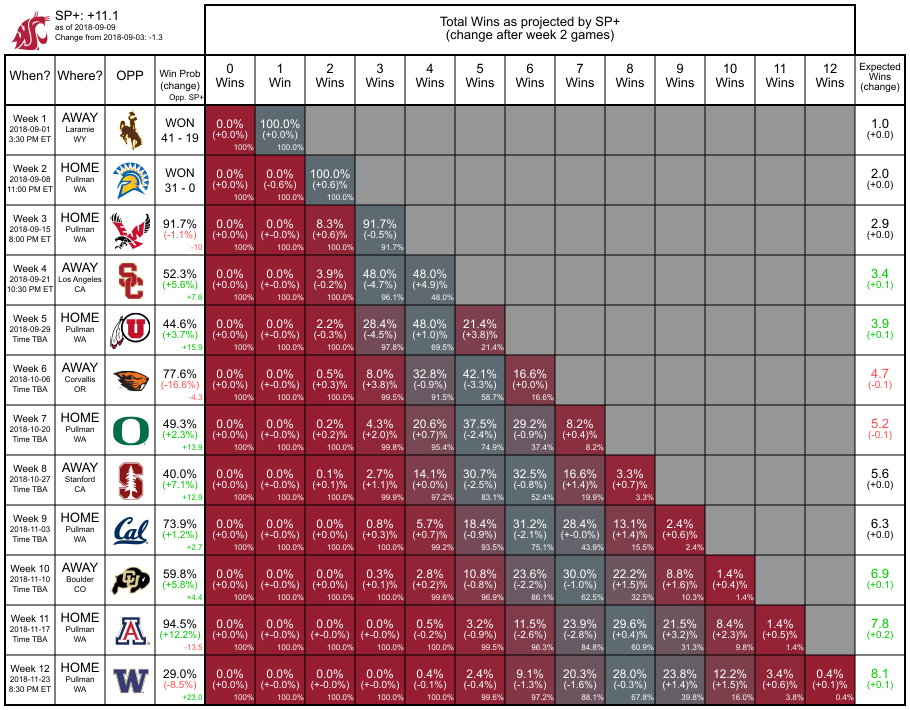 SP+: +11.1
as of 2018-09-09
Change from 2018-09-03: -1.3
Total Wins as projected by SP+
(change after week 2 games)
When? Where? OPP Win Prob (change) Opp. SP+ 0 Wins 1 Win 2 Wins 3 Wins 4 Wins 5 Wins 6 Wins 7 Wins 8 Wins 9 Wins 10 Wins 11 Wins 12 Wins Expected Wins (change)
Week 1 AWAY WON 0.0% 100.0% 1.0
2018-09-01 Laramie 41 - 19 (+0.0%) (+0.0%) (+0.0)
3:30 PM ET WY 100% 100.0%
Week 2 HOME WON 0.0% 0.0% 100.0% 2.0
2018-09-08 Pullman 31 - 0 (+0.0%) (-0.6%) (+0.6)% (+0.0)
11:00 PM ET WA 100% 100.0% 100.0%
Week 3 HOME 91.7% 0.0% 0.0% 8.3% 91.7% 2.9
2018-09-15 Pullman (-1.1%) (+0.0%) (+-0.0%) (+0.6)% (-0.5%) (+0.0)
8:00 PM ET WA -10 100% 100.0% 100.0% 91.7%
Week 4 AWAY SC 52.3% 0.0% 0.0% 3.9% 48.0% 48.0% 3.4
2018-09-21 Los Angeles (+5.6%) (+0.0%) (+-0.0%) (-0.2%) (-4.7%) (+4.9)% (+0.1)
10:30 PM ET CA +7.6 100% 100.0% 100.0% 96.1% 48.0%
Week 5 HOME U 44.6% 0.0% 0.0% 2.2% 28.4% 48.0% 21.4% 3.9
2018-09-29 Pullman (+3.7%) (+0.0%) (+-0.0%) (-0.3%) (-4.5%) (+1.0)% (+3.8%) (+0.1)
Time TBA WA +15.9 100% 100.0% 100.0% 97.8% 69.5% 21.4%
Week 6 AWAY 77.6% 0.0% 0.0% 0.5% 8.0% 32.8% 42.1% 16.6% 4.7
2018-10-06 Corvallis (-16.6%) (+0.0%) (+-0.0%) (+0.3)% (+3.8)% (-0.9%) (-3.3%) (+0.0%) (-0.1)
Time TBA OR -4.3 100% 100.0% 100.0% 99.5% 91.5% 58.7% 16.6%
Week 7 HOME O 49.3% 0.0% 0.0% 0.2% 4.3% 20.6% 37.5% 29.2% 8.2% 5.2
2018-10-20 Pullman (+2.3%) (+0.0%) (+-0.0%) (+0.2)% (+2.0)% (+0.7)% (-2.4%) (-0.9%) (+0.4)% (-0.1)
Time TBA WA +13.9 100% 100.0% 100.0% 99.8% 95.4% 74.9% 37.4% 8.2%
Week 8 AWAY S 40.0% 0.0% 0.0% 0.1% 2.7% 14.1% 30.7% 32.5% 16.6% 3.3% 5.6
2018-10-27 Stanford (+7.1%) (+0.0%) (+-0.0%) (+0.1)% (+1.1)% (+0.0)% (-2.5%) (-0.8%) (+1.4)% (+0.7)% (+0.0)
Time TBA CA +12.9 100% 100.0% 100.0% 99.9% 97.2% 83.1% 52.4% 19.9% 3.3%
Week 9 HOME Cal 73.9% 0.0% 0.0% 0.0% 0.8% 5.7% 18.4% 31.2% 28.4% 13.1% 2.4% 6.3
2018-11-03 Pullman (+1.2%) (+0.0%) (+-0.0%) (+0.0)% (+0.3)% (+0.7)% (-0.9%) (-2.1%) (+-0.0%) (+1.4)% (+0.6)% (+0.0)
Time TBA WA +2.7 100% 100.0% 100.0% 100.0% 99.2% 93.5% 75.1% 43.9% 15.5% 2.4%
Week 10 AWAY CU 59.8% 0.0% 0.0% 0.0% 0.3% 2.8% 10.8% 23.6% 30.0% 22.2% 8.8% 1.4% 6.9
2018-11-10 Boulder (+5.8%) (+0.0%) (+-0.0%) (+0.0)% (+0.1)% (+0.2)% (-0.8%) (-2.2%) (-1.0%) (+1.5)% (+1.6)% (+0.4)% (+0.1)
Time TBA CO +4.4 100% 100.0% 100.0% 100.0% 99.6% 96.9% 86.1% 62.5% 32.5% 10.3% 1.4%
Week 11 HOME A 94.5% 0.0% 0.0% 0.0% 0.0% 0.5% 3.2% 11.5% 23.9% 29.6% 21.5% 8.4% 1.4% 7.8
2018-11-17 Pullman (+12.2%) (+0.0%) (+-0.0%) (+-0.0%) (+-0.0%) (-0.2%) (-0.9%) (-2.6%) (-2.8%) (+0.4)% (+3.2)% (+2.3)% (+0.5)% (+0.2)
Time TBA WA -13.5 100% 100.0% 100.0% 100.0% 100.0% 99.5% 96.3% 84.8% 60.9% 31.3% 9.8% 1.4%
Week 12 HOME W 29.0% 0.0% 0.0% 0.0% 0.0% 0.4% 2.4% 9.1% 20.3% 28.0% 23.8% 12.2% 3.4% 0.4% 8.1
2018-11-23 Pullman (-8.5%) (+0.0%) (+-0.0%) (+-0.0%) (+-0.0%) (-0.1%) (-0.4%) (-1.3%) (-1.6%) (-0.3%) (+1.4)% (+1.5)% (+0.6)% (+0.1)% (+0.1)
8:30 PM ET WA +23.0 100% 100.0% 100.0% 100.0% 100.0% 99.6% 97.2% 88.1% 67.8% 39.8% 16.0% 3.8% 0.4%